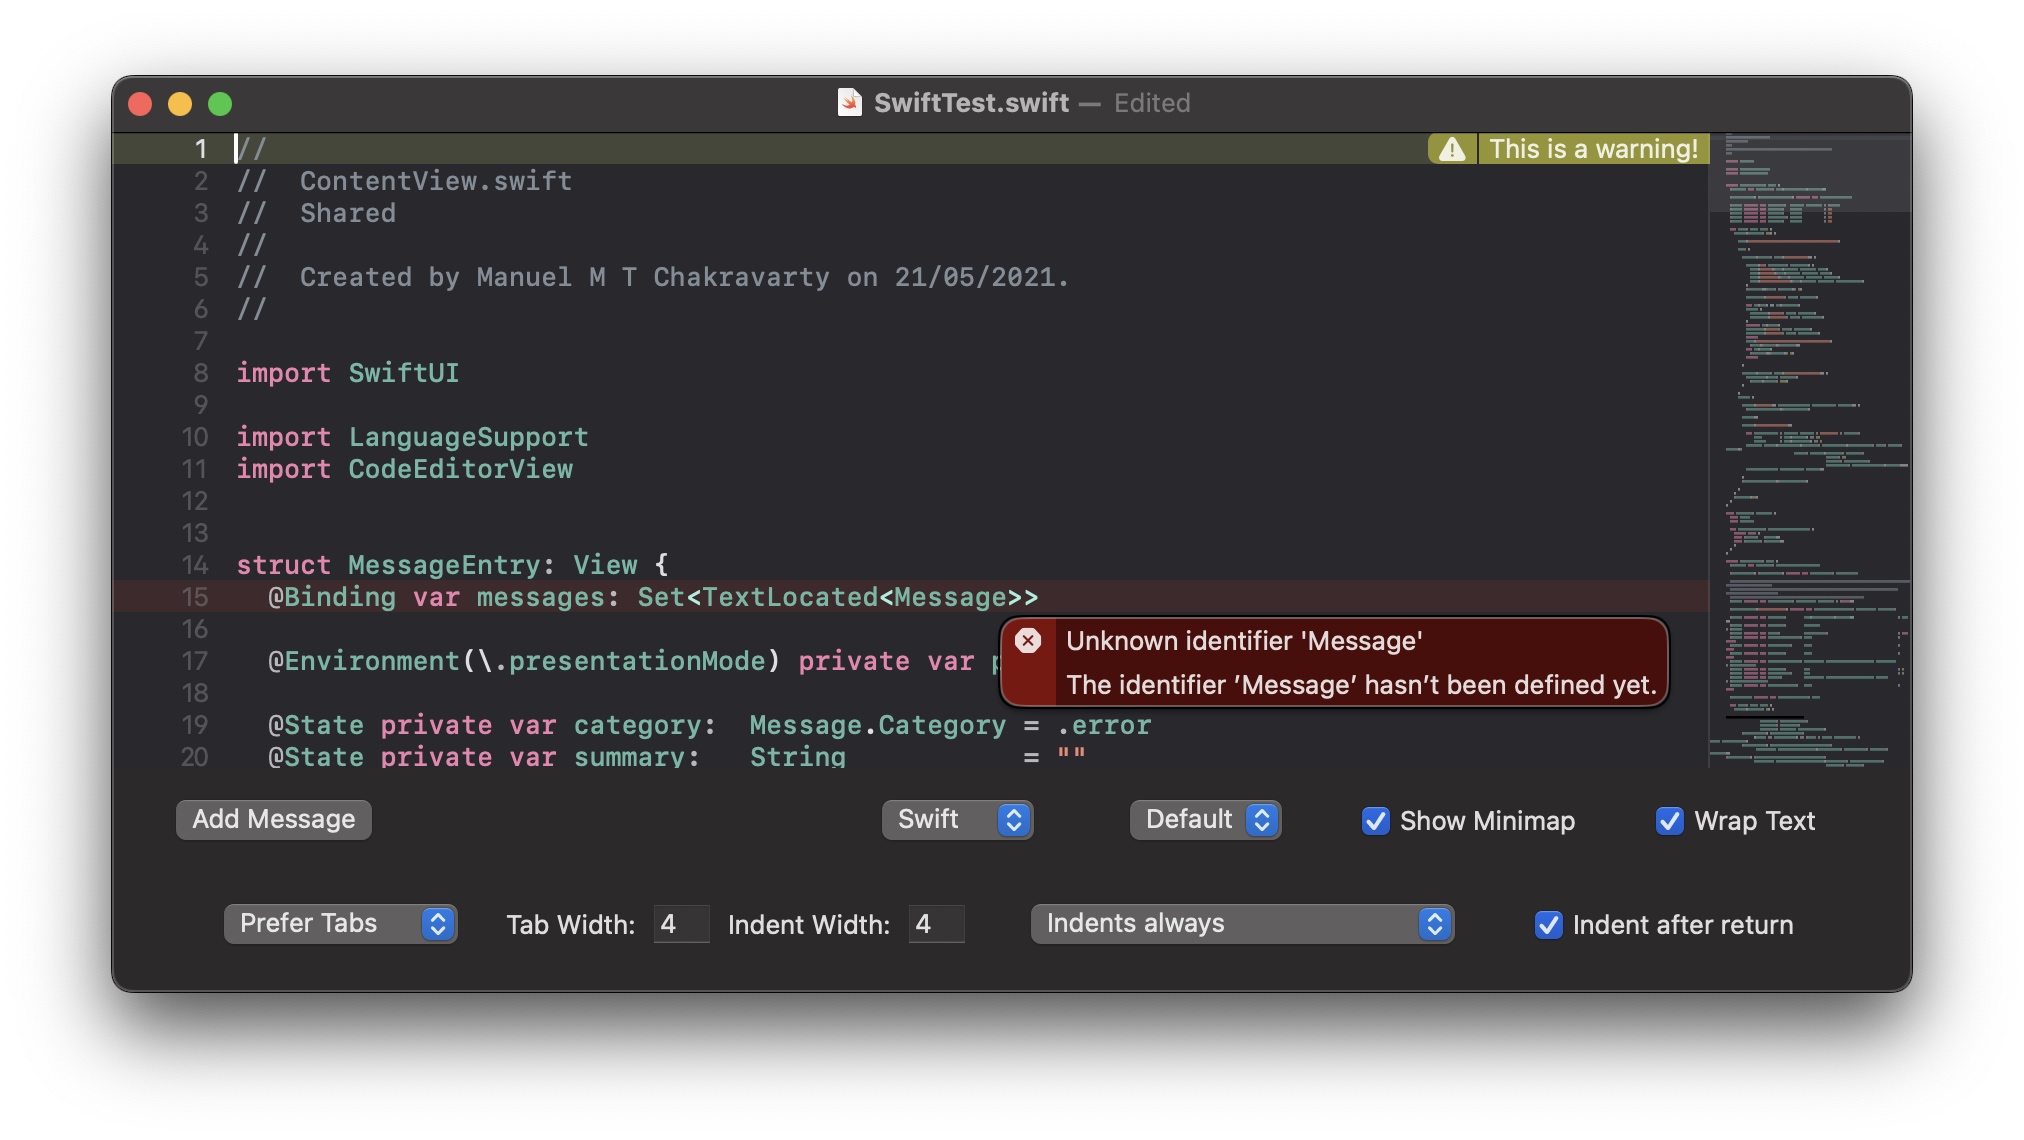 SwiftTest.swift — Edited
1 //
This is a warning!
2 //  ContentView.swift
3 //  Shared
4 //
5 //  Created by Manuel M T Chakravarty on 21/05/2021.
6 //
7
8 import SwiftUI
9
10 import LanguageSupport
11 import CodeEditorView
12
13
14 struct MessageEntry: View {
15   @Binding var messages: Set<TextLocated<Message>>
16
Unknown identifier 'Message'
The identifier ’Message’ hasn’t been defined yet.
17   @Environment(\.presentationMode) private var
18
19   @State private var category:  Message.Category = .error
20   @State private var summary:   String           = ""
Add Message
Swift
Default
Show Minimap
Wrap Text
Prefer Tabs
Tab Width: 4
Indent Width: 4
Indents always
Indent after return